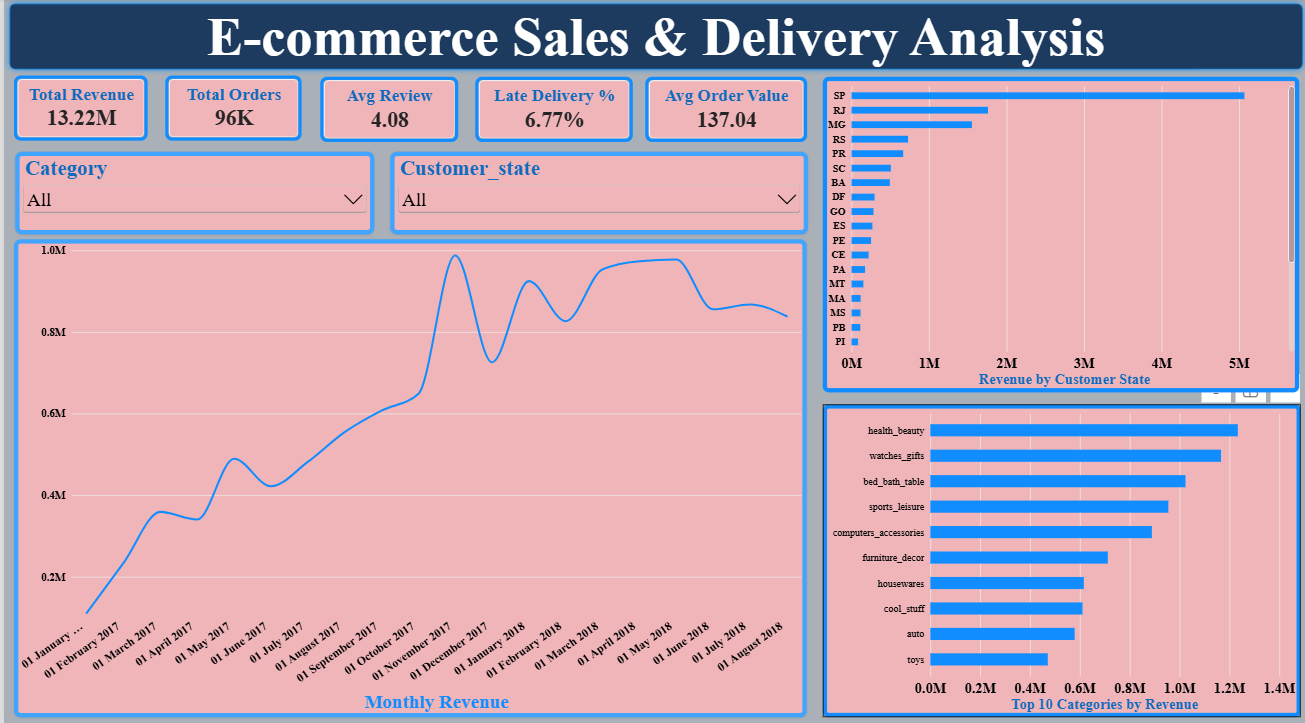 E-commerce Sales & Delivery Analysis
Total Revenue
13.22M
Total Orders
96K
Avg Review
4.08
Late Delivery %
6.77%
Avg Order Value
137.04
Category
All
Customer_state
All
1.0M
0.8M
0.6M
0.4M
0.2M
01 January ...
01 February 2017
01 March 2017
01 April 2017
01 May 2017
01 June 2017
01 July 2017
01 August 2017
01 September 2017
01 October 2017
01 November 2017
01 December 2017
01 January 2018
01 February 2018
01 March 2018
01 April 2018
01 May 2018
01 June 2018
01 July 2018
01 August 2018
Monthly Revenue
SP
RJ
MG
RS
PR
SC
BA
DF
GO
ES
PE
CE
PA
MT
MA
MS
PB
PI
0M 1M 2M 3M 4M 5M
Revenue by Customer State
health_beauty
watches_gifts
bed_bath_table
sports_leisure
computers_accessories
furniture_decor
housewares
cool_stuff
auto
toys
0.0M 0.2M 0.4M 0.6M 0.8M 1.0M 1.2M 1.4M
Top 10 Categories by Revenue